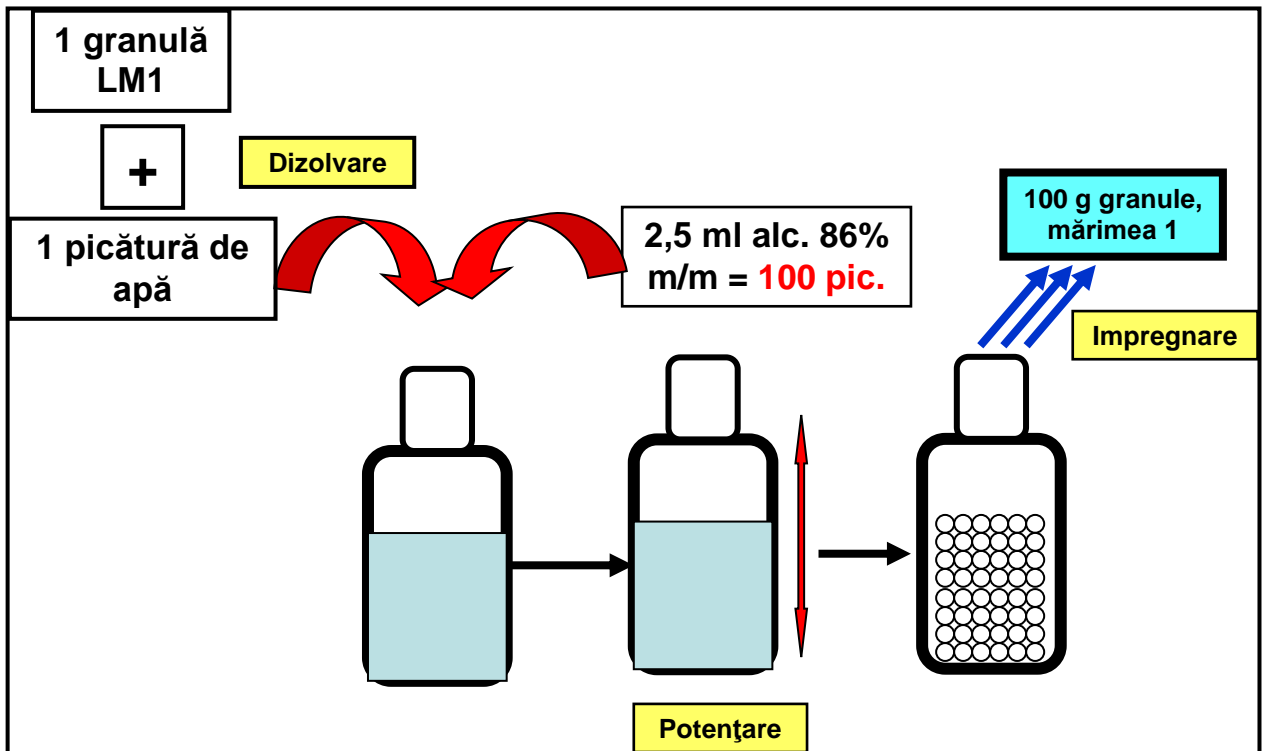 1 granulă
LM1
+
Dizolvare
1 picătură de
apă
2,5 ml alc. 86%
m/m = 100 pic.
100 g granule,
mărimea 1
Impregnare
Potenţare